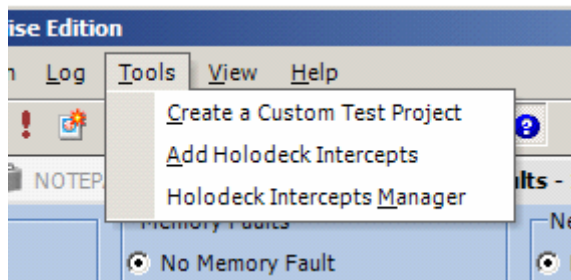 ise Edition
Log Tools View Help
Create a Custom Test Project
Add Holodeck Intercepts
NOTEP
lts -
Holodeck Intercepts Manager
Memory Faults
Ne
No Memory Fault